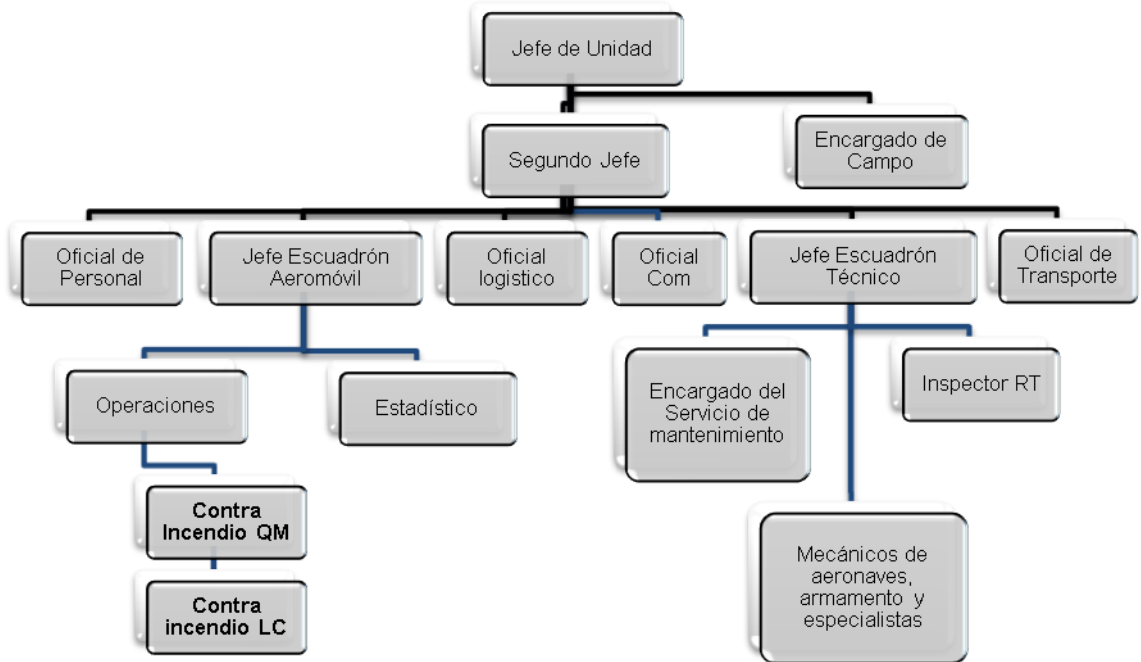 Jefe de Unidad
Segundo Jefe
Encargado de
Campo
Oficial de
Personal
Jefe Escuadrón
Aeromóvil
Oficial
logistico
Oficial
Com
Jefe Escuadrón
Técnico
Oficial de
Transporte
Operaciones
Estadístico
Encargado del
Servicio de
mantenimiento
Inspector RT
Contra
Incendio QM
Contra
incendio LC
Mecánicos de
aeronaves,
armamento y
especialistas